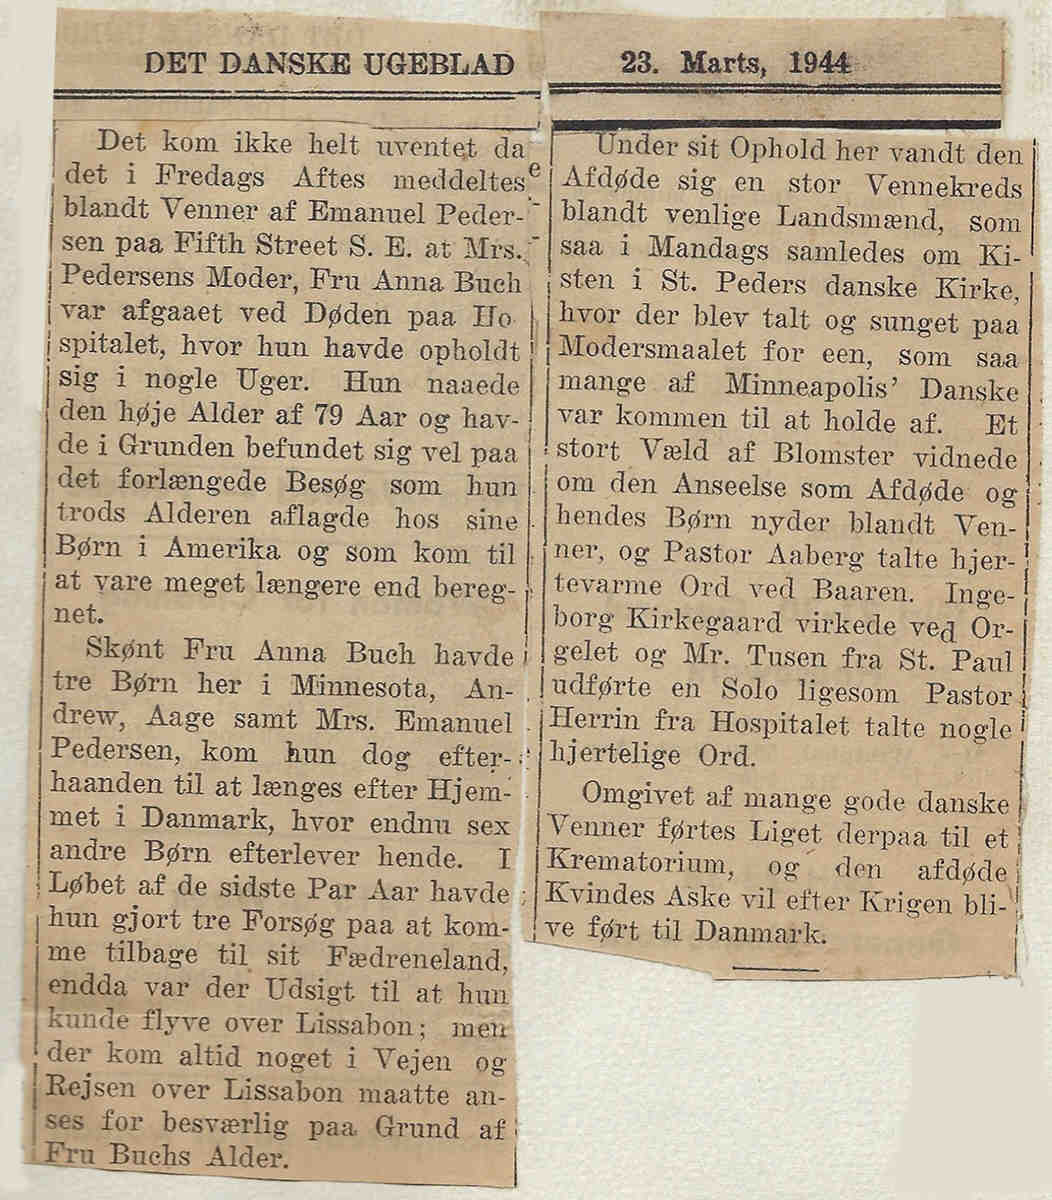 DET DANSKE UGEBLAD
23. Marts, 1944
Det kom ikke helt uventet da
det i Fredags Aftes meddeltes
blandt Venner af Emanuel Peder-
sen paa Fifth Street S. E. at Mrs.
Pedersens Moder, Fru Anna Buch
var afgaaet ved Døden paa Ho-
spitalet, hvor hun havde opholdt
sig i nogle Uger. Hun naaede
den høje Alder af 79 Aar og hav-
de i Grunden befundet sig vel paa
det forlængede Besøg som hun
trods Alderen aflagde hos sine
Børn i Amerika og som kom til
at vare meget længere end bereg-
net.
Skønt Fru Anna Buch havde
tre Børn her i Minnesota, An-
drew, Aage samt Mrs. Emanuel
Pedersen, kom hun dog efter-
haanden til at længes efter Hjem-
met i Danmark, hvor endnu sex
andre Børn efterlever hende. I
Løbet af de sidste Par Aar havde
hun gjort tre Forsøg paa at kom-
me tilbage til sit Fædreneland,
endda var der Udsigt til at hun
kunde flyve over Lissabon; men
der kom altid noget i Vejen og
Rejsen over Lissabon maatte an-
ses for besværlig paa Grund af
Fru Buchs Alder.
Under sit Ophold her vandt den
Afdøde sig en stor Vennekreds
blandt venlige Landsmænd, som
saa i Mandags samledes om Ki-
sten i St. Peders danske Kirke,
hvor der blev talt og sunget paa
Modersmaalet for een, som saa
mange af Minneapolis' Danske
var kommen til at holde af. Et
stort Væld af Blomster vidnede
om den Anseelse som Afdøde og
hendes Børn nyder blandt Ven-
ner, og Pastor Aaberg talte hjer-
tevarme Ord ved Baaren. Inge-
borg Kirkegaard virkede ved Or-
gelet og Mr. Tusen fra St. Paul
udførte en Solo ligesom Pastor
Herrin fra Hospitalet talte nogle
hjertelige Ord.
Omgivet af mange gode danske
Venner førtes Liget derpaa til et
Krematorium, og den afdøde
Kvindes Aske vil efter Krigen bli-
ve ført til Danmark.